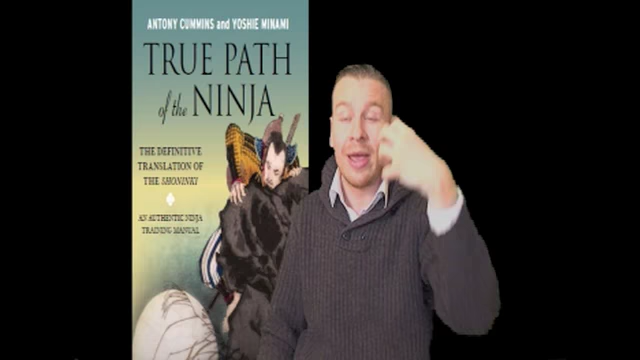 ANTONY CUMMINS and YOSHIE MINAMI
TRUE PATH
of the NINJA
THE DEFINITIVE
TRANSLATION OF
THE SHONINKI
AN AUTHENTIC NINJA
TRAINING MANUAL